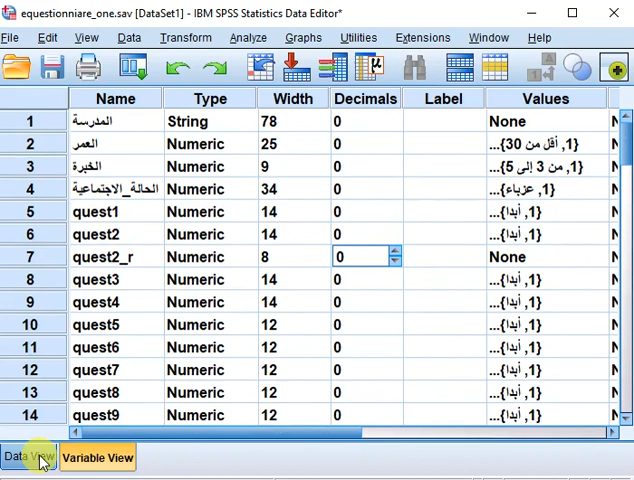 equestionniare_one.sav [DataSet1] - IBM SPSS Statistics Data Editor*
File Edit View Data Transform Analyze Graphs Utilities Extensions Window Help
Name Type Width Decimals Label Values
1 المدرسة String 78 0 None
2 العمر Numeric 25 0 {1, أقل من 30}...
3 الخبرة Numeric 9 0 {1, من 3 إلى 5}...
4 الحالة_الاجتماعية Numeric 34 0 {1, عزباء}...
5 quest1 Numeric 14 0 {1, أبدا}...
6 quest2 Numeric 14 0 {1, أبدا}...
7 quest2_r Numeric 8 0 None
8 quest3 Numeric 14 0 {1, أبدا}...
9 quest4 Numeric 14 0 {1, أبدا}...
10 quest5 Numeric 12 0 {1, أبدا}...
11 quest6 Numeric 12 0 {1, أبدا}...
12 quest7 Numeric 12 0 {1, أبدا}...
13 quest8 Numeric 12 0 {1, أبدا}...
14 quest9 Numeric 12 0 {1, أبدا}...
Data View Variable View